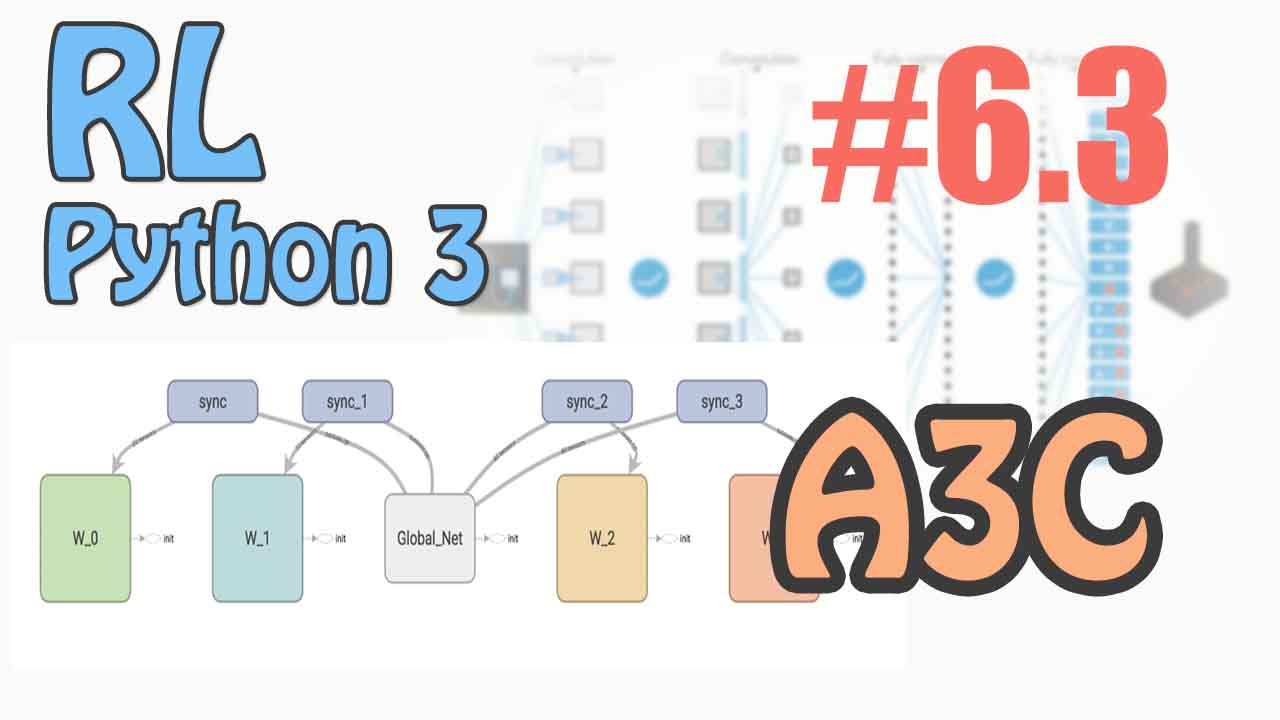 RL
Python 3
#6.3
sync
sync_1
sync_2
sync_3
W_0
init
W_1
init
Global_Net
init
W_2
init
W
init
A3C